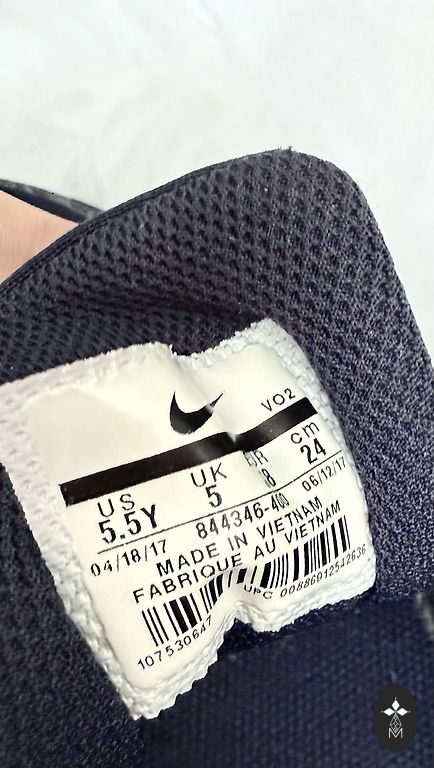 VO2
US UK cm
5.5Y 5 24
04/18/17 844346-400 06/12/17
MADE IN VIETNAM
FABRIQUE AU VIETNAM
107530647 UPC
M